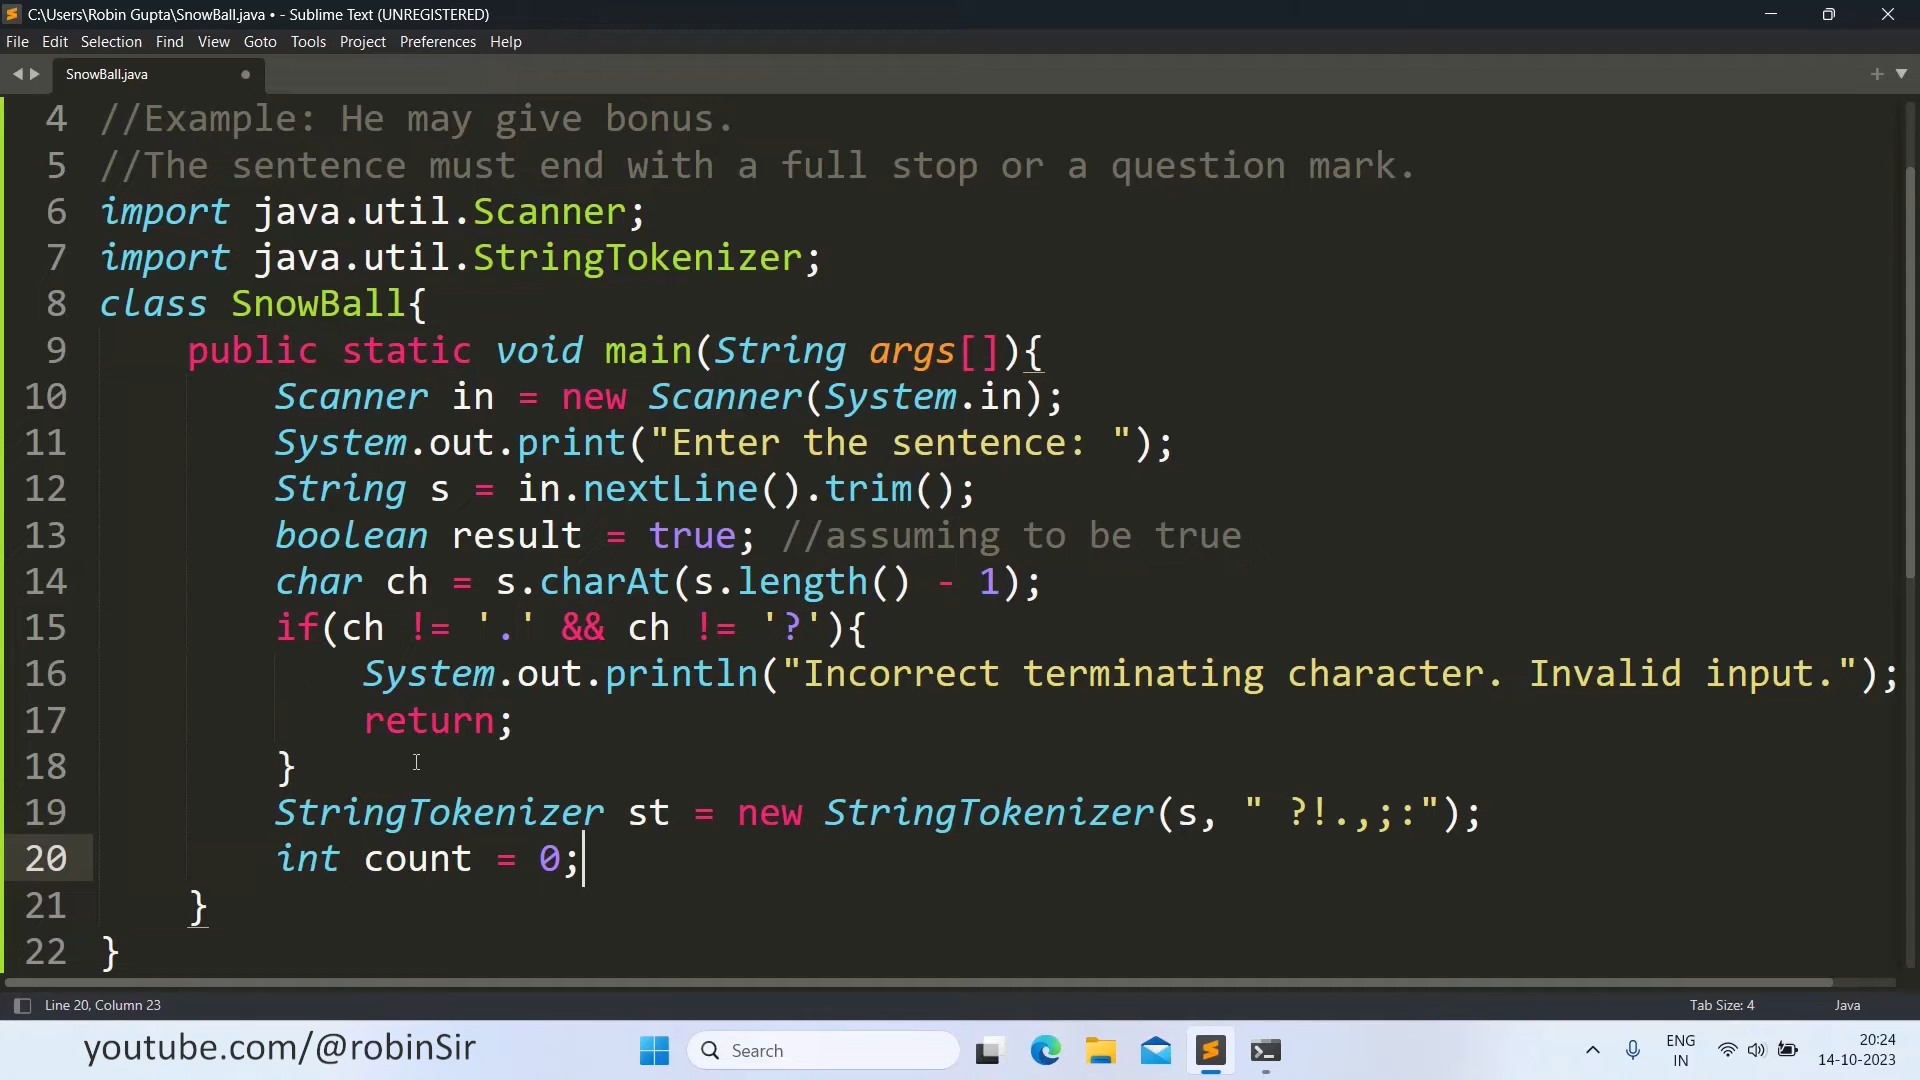 C:\Users\Robin Gupta\SnowBall.java • - Sublime Text (UNREGISTERED)
File Edit Selection Find View Goto Tools Project Preferences Help
SnowBall.java
4 //Example: He may give bonus.
5 //The sentence must end with a full stop or a question mark.
6 import java.util.Scanner;
7 import java.util.StringTokenizer;
8 class SnowBall{
9     public static void main(String args[]){
10         Scanner in = new Scanner(System.in);
11         System.out.print("Enter the sentence: ");
12         String s = in.nextLine().trim();
13         boolean result = true; //assuming to be true
14         char ch = s.charAt(s.length() - 1);
15         if(ch != '.' && ch != '?'){
16             System.out.println("Incorrect terminating character. Invalid input.");
17             return;
18         }
19         StringTokenizer st = new StringTokenizer(s, " ?!.,;:");
20         int count = 0;
21     }
22 }
Line 20, Column 23 Tab Size: 4 Java
youtube.com/@robinSir Search ENG IN 20:24 14-10-2023